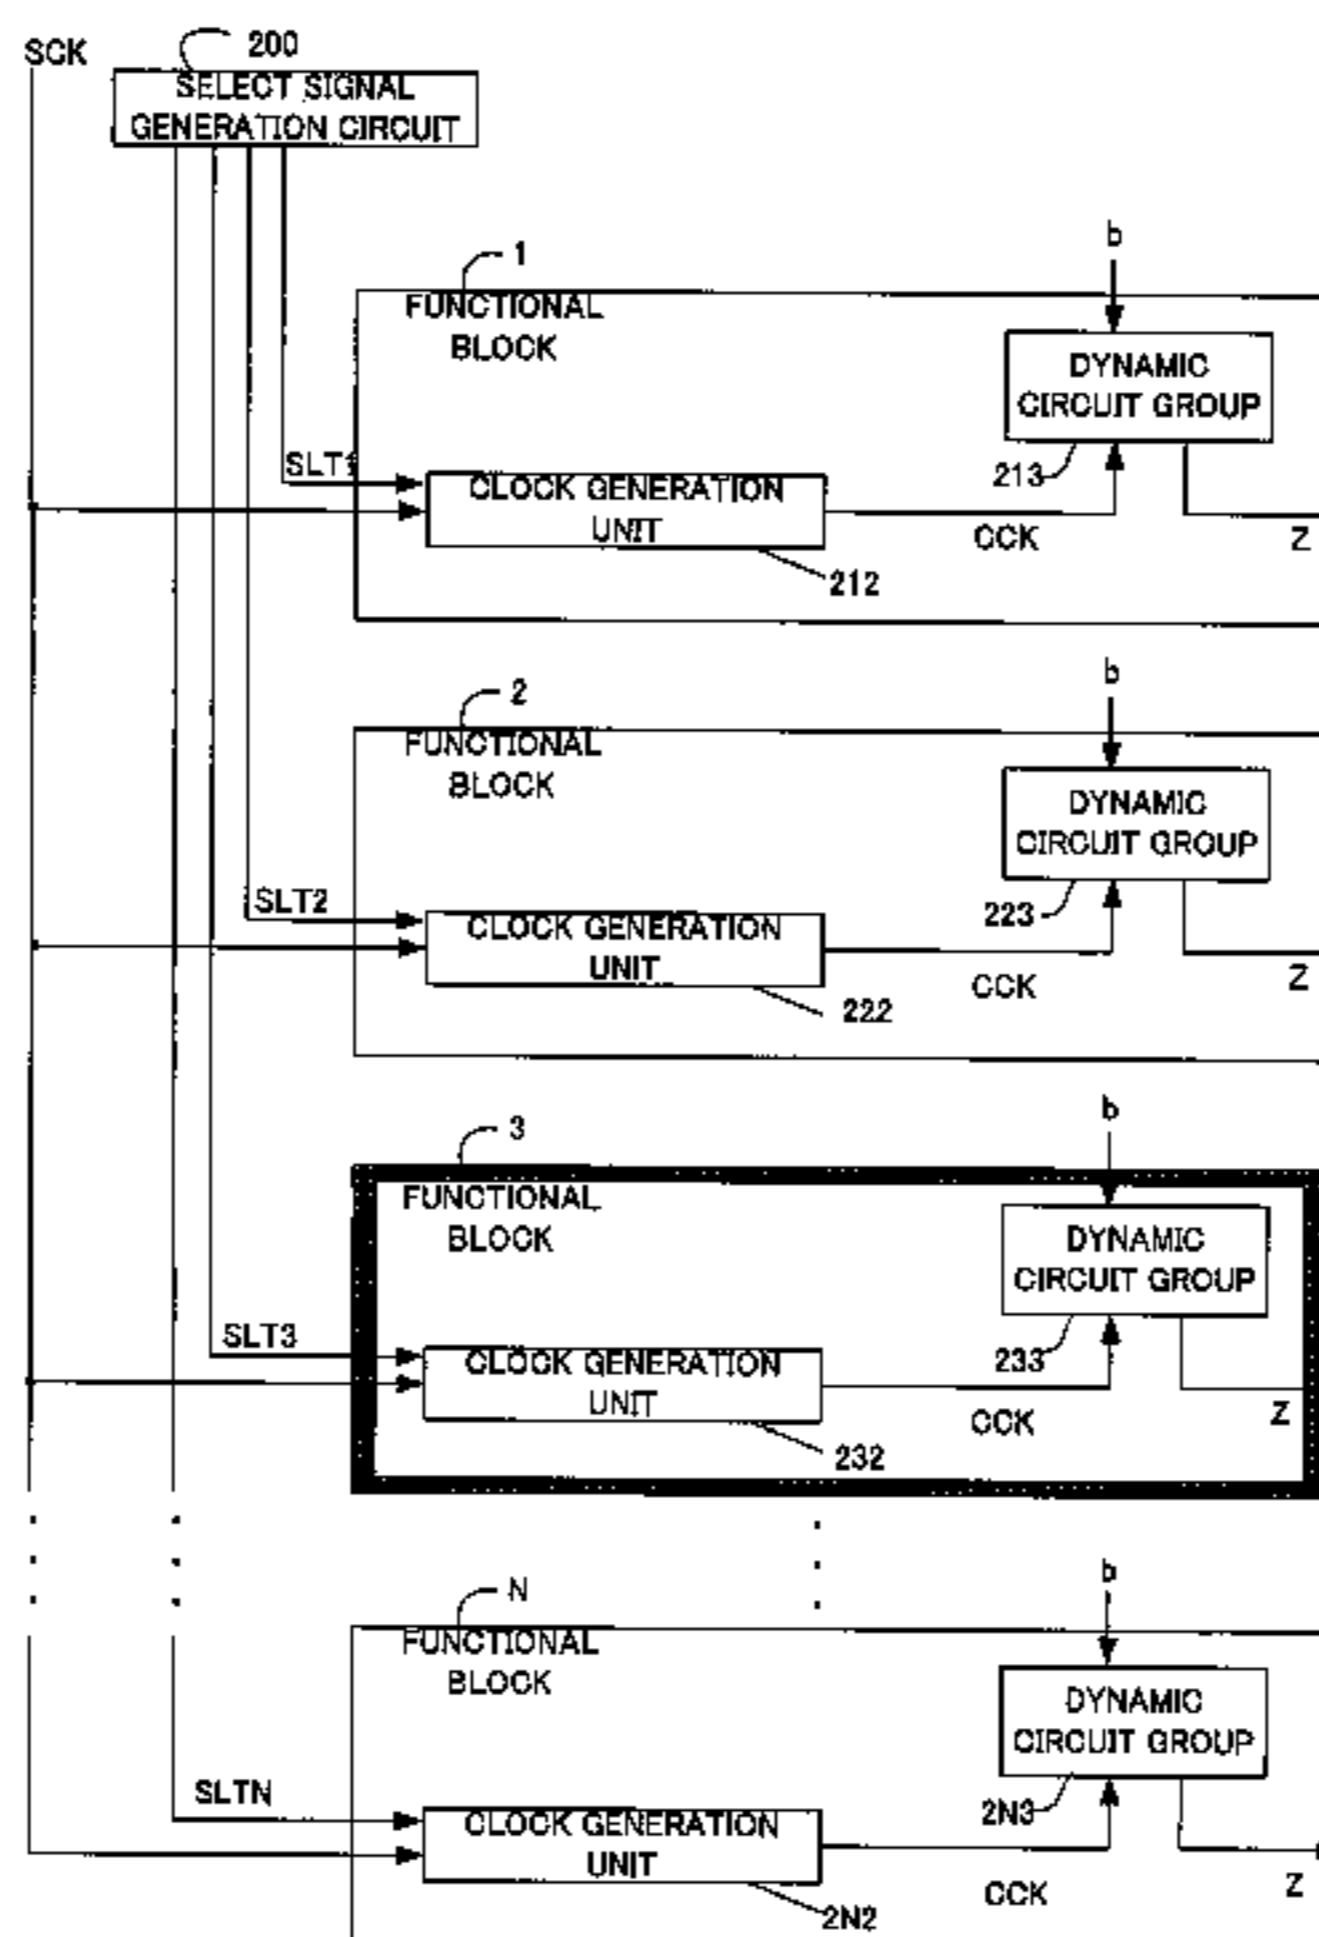 SCK
200
SELECT SIGNAL
GENERATION CIRCUIT
1
b
FUNCTIONAL
BLOCK
DYNAMIC
CIRCUIT GROUP
SLT1
213
CLOCK GENERATION
UNIT
CCK
Z
212
2
b
FUNCTIONAL
BLOCK
DYNAMIC
CIRCUIT GROUP
SLT2
223
CLOCK GENERATION
UNIT
CCK
Z
222
3
b
FUNCTIONAL
BLOCK
DYNAMIC
CIRCUIT GROUP
SLT3
233
CLOCK GENERATION
UNIT
CCK
Z
232
N
b
FUNCTIONAL
BLOCK
DYNAMIC
CIRCUIT GROUP
SLTN
2N3
CLOCK GENERATION
UNIT
CCK
Z
2N2